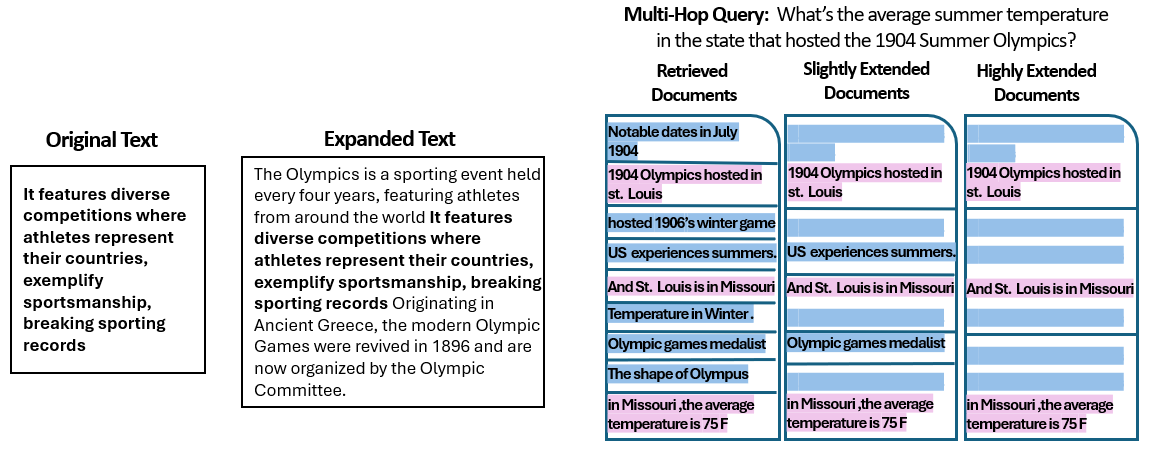 Multi-Hop Query: What's the average summer temperature
in the state that hosted the 1904 Summer Olympics?
Original Text
It features diverse
competitions where
athletes represent
their countries,
exemplify
sportsmanship,
breaking sporting
records
Expanded Text
The Olympics is a sporting event held
every four years, featuring athletes
from around the world It features
diverse competitions where
athletes represent their countries,
exemplify sportsmanship, breaking
sporting records Originating in
Ancient Greece, the modern Olympic
Games were revived in 1896 and are
now organized by the Olympic
Committee.
Retrieved
Documents
Notable dates in July
1904
1904 Olympics hosted in
st. Louis
hosted 1906's winter game
US experiences summers.
And St. Louis is in Missouri
Temperature in Winter .
Olympic games medalist
The shape of Olympus
in Missouri ,the average
temperature is 75 F
Slightly Extended
Documents
1904 Olympics hosted in
st. Louis
US experiences summers.
And St. Louis is in Missouri
Olympic games medalist
in Missouri ,the average
temperature is 75 F
Highly Extended
Documents
1904 Olympics hosted in
st. Louis
And St. Louis is in Missouri
in Missouri ,the average
temperature is 75 F